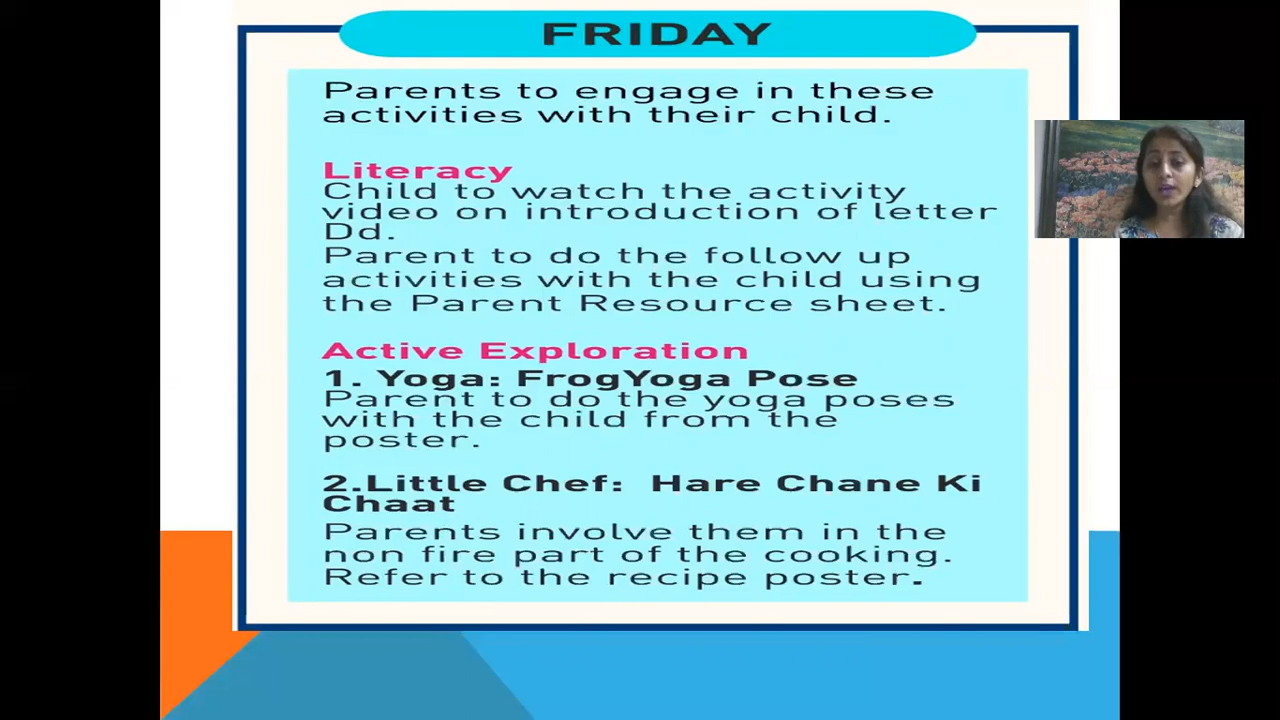 FRIDAY
Parents to engage in these
activities with their child.
Literacy
Child to watch the activity
video on introduction of letter
Dd.
Parent to do the follow up
activities with the child using
the Parent Resource sheet.
Active Exploration
1. Yoga: FrogYoga Pose
Parent to do the yoga poses
with the child from the
poster.
2.Little Chef:  Hare Chane Ki
Chaat
Parents involve them in the
non fire part of the cooking.
Refer to the recipe poster.